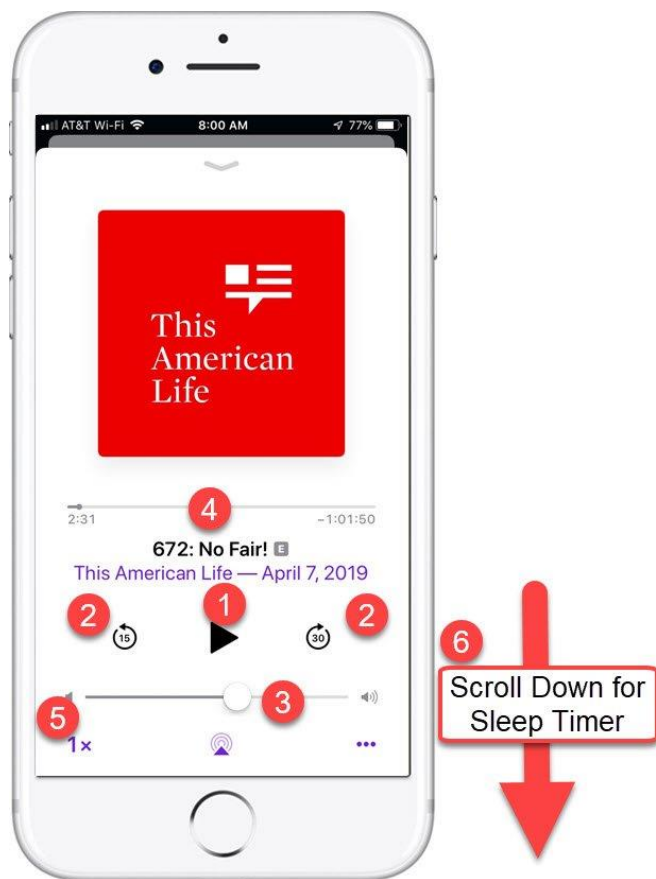 AT&T Wi-Fi 8:00 AM 77%
This
American
Life
4
2:31 −1:01:50
672: No Fair! E
This American Life — April 7, 2019
1
2 15 30 2
6
Scroll Down for
Sleep Timer
3
5
1×